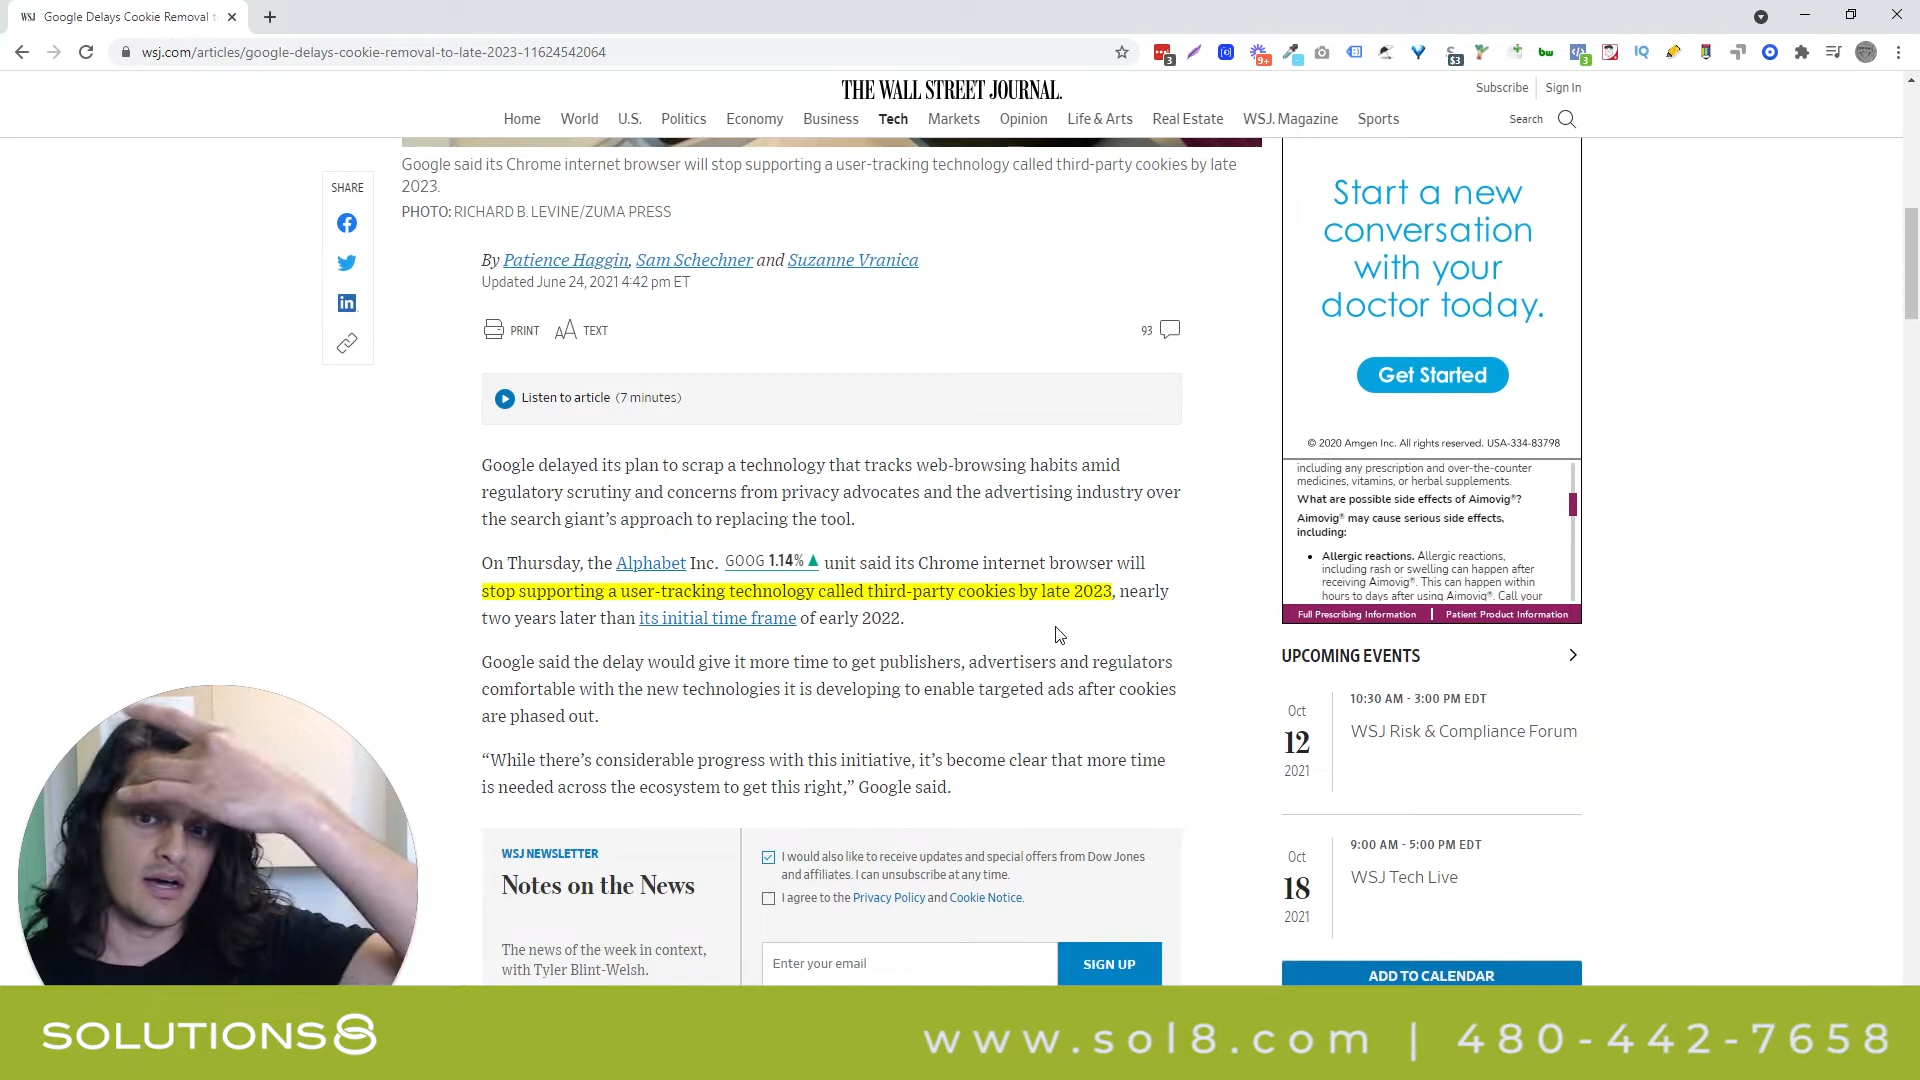 WSJ Google Delays Cookie Removal t
wsj.com/articles/google-delays-cookie-removal-to-late-2023-11624542064
3
9+
$3
bw
3
IQ
THE WALL STREET JOURNAL.
Subscribe
Sign In
Home World U.S. Politics Economy Business Tech Markets Opinion Life & Arts Real Estate WSJ. Magazine Sports
Search
Google said its Chrome internet browser will stop supporting a user-tracking technology called third-party cookies by late
2023.
PHOTO: RICHARD B. LEVINE/ZUMA PRESS
SHARE
By Patience Haggin, Sam Schechner and Suzanne Vranica
Updated June 24, 2021 4:42 pm ET
PRINT
AA TEXT
93
Listen to article (7 minutes)
Google delayed its plan to scrap a technology that tracks web-browsing habits amid
regulatory scrutiny and concerns from privacy advocates and the advertising industry over
the search giant’s approach to replacing the tool.
On Thursday, the Alphabet Inc. GOOG 1.14% ▲ unit said its Chrome internet browser will
stop supporting a user-tracking technology called third-party cookies by late 2023, nearly
two years later than its initial time frame of early 2022.
Google said the delay would give it more time to get publishers, advertisers and regulators
comfortable with the new technologies it is developing to enable targeted ads after cookies
are phased out.
“While there’s considerable progress with this initiative, it’s become clear that more time
is needed across the ecosystem to get this right,” Google said.
WSJ NEWSLETTER
Notes on the News
The news of the week in context,
with Tyler Blint-Welsh.
I would also like to receive updates and special offers from Dow Jones
and affiliates. I can unsubscribe at any time.
I agree to the Privacy Policy and Cookie Notice.
Enter your email
SIGN UP
Start a new
conversation
with your
doctor today.
Get Started
© 2020 Amgen Inc. All rights reserved. USA-334-83798
including any prescription and over-the-counter
medicines, vitamins, or herbal supplements.
What are possible side effects of Aimovig®?
Aimovig® may cause serious side effects,
including:
• Allergic reactions. Allergic reactions,
including rash or swelling can happen after
receiving Aimovig®. This can happen within
hours to days after using Aimovig®. Call your
Full Prescribing Information | Patient Product Information
UPCOMING EVENTS
Oct
12
2021
10:30 AM - 3:00 PM EDT
WSJ Risk & Compliance Forum
Oct
18
2021
9:00 AM - 5:00 PM EDT
WSJ Tech Live
ADD TO CALENDAR
SOLUTIONS8
www.sol8.com | 480-442-7658